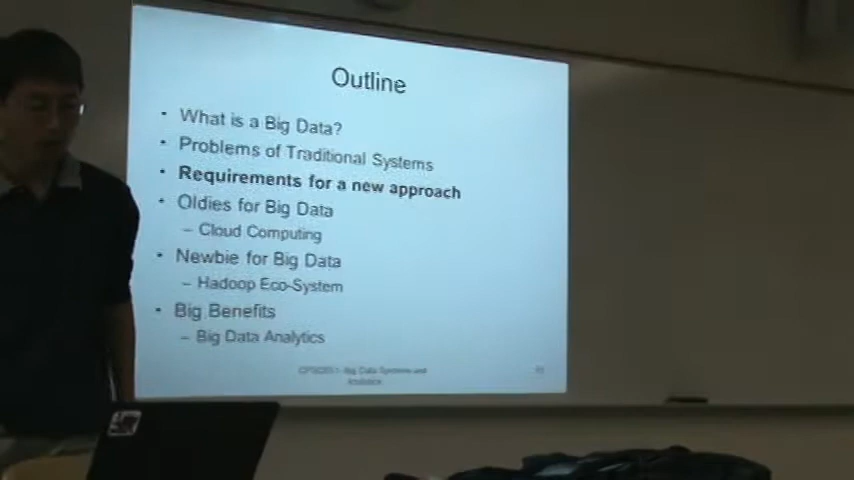 Outline
• What is a Big Data?
• Problems of Traditional Systems
• Requirements for a new approach
• Oldies for Big Data
– Cloud Computing
• Newbie for Big Data
– Hadoop Eco-System
• Big Benefits
– Big Data Analytics
Big Data Systems and
Analytics